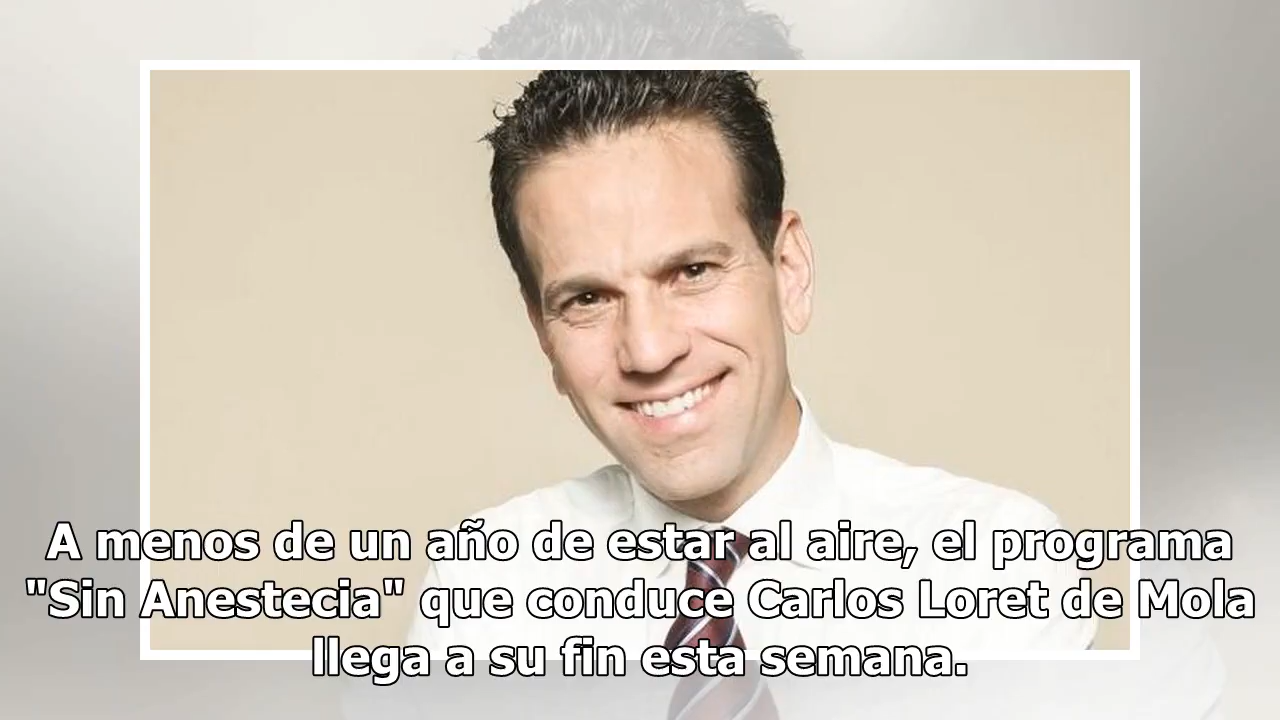 A menos de un año de estar al aire, el programa
"Sin Anestecia" que conduce Carlos Loret de Mola
llega a su fin esta semana.